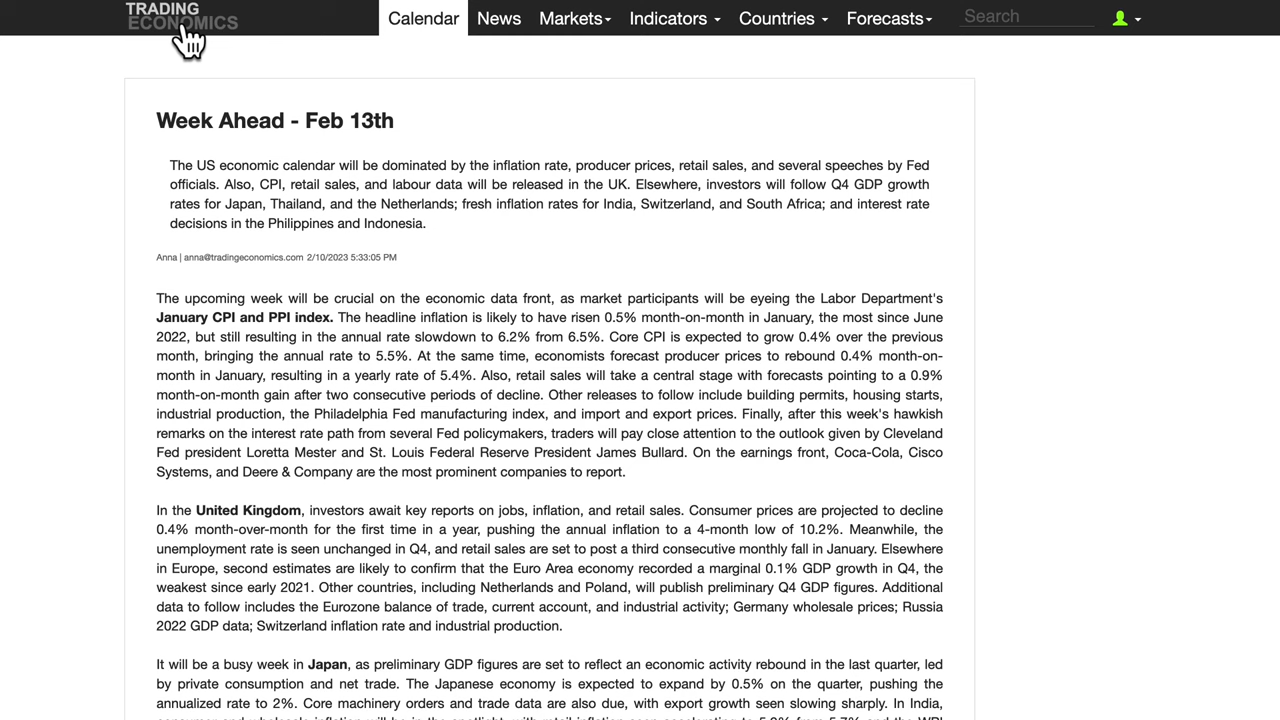 TRADING
ECONOMICS
Calendar News Markets Indicators Countries Forecasts Search
Week Ahead - Feb 13th
The US economic calendar will be dominated by the inflation rate, producer prices, retail sales, and several speeches by Fed
officials. Also, CPI, retail sales, and labour data will be released in the UK. Elsewhere, investors will follow Q4 GDP growth
rates for Japan, Thailand, and the Netherlands; fresh inflation rates for India, Switzerland, and South Africa; and interest rate
decisions in the Philippines and Indonesia.
Anna | anna@tradingeconomics.com 2/10/2023 5:33:05 PM
The upcoming week will be crucial on the economic data front, as market participants will be eyeing the Labor Department's
January CPI and PPI index. The headline inflation is likely to have risen 0.5% month-on-month in January, the most since June
2022, but still resulting in the annual rate slowdown to 6.2% from 6.5%. Core CPI is expected to grow 0.4% over the previous
month, bringing the annual rate to 5.5%. At the same time, economists forecast producer prices to rebound 0.4% month-on-
month in January, resulting in a yearly rate of 5.4%. Also, retail sales will take a central stage with forecasts pointing to a 0.9%
month-on-month gain after two consecutive periods of decline. Other releases to follow include building permits, housing starts,
industrial production, the Philadelphia Fed manufacturing index, and import and export prices. Finally, after this week's hawkish
remarks on the interest rate path from several Fed policymakers, traders will pay close attention to the outlook given by Cleveland
Fed president Loretta Mester and St. Louis Federal Reserve President James Bullard. On the earnings front, Coca-Cola, Cisco
Systems, and Deere & Company are the most prominent companies to report.
In the United Kingdom, investors await key reports on jobs, inflation, and retail sales. Consumer prices are projected to decline
0.4% month-over-month for the first time in a year, pushing the annual inflation to a 4-month low of 10.2%. Meanwhile, the
unemployment rate is seen unchanged in Q4, and retail sales are set to post a third consecutive monthly fall in January. Elsewhere
in Europe, second estimates are likely to confirm that the Euro Area economy recorded a marginal 0.1% GDP growth in Q4, the
weakest since early 2021. Other countries, including Netherlands and Poland, will publish preliminary Q4 GDP figures. Additional
data to follow includes the Eurozone balance of trade, current account, and industrial activity; Germany wholesale prices; Russia
2022 GDP data; Switzerland inflation rate and industrial production.
It will be a busy week in Japan, as preliminary GDP figures are set to reflect an economic activity rebound in the last quarter, led
by private consumption and net trade. The Japanese economy is expected to expand by 0.5% on the quarter, pushing the
annualized rate to 2%. Core machinery orders and trade data are also due, with export growth seen slowing sharply. In India,